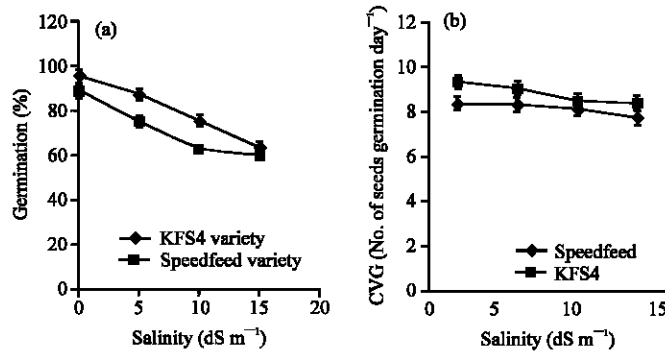 (a)
Germination (%)
120
100
80
60
40
20
0
KFS4 variety
Speedfeed variety
0 5 10 15 20
Salinity (dS m⁻¹)
(b)
CVG (No. of seeds germination day⁻¹)
12
10
8
6
4
2
0
Speedfeed
KFS4
0 5 10 15
Salinity (dS m⁻¹)